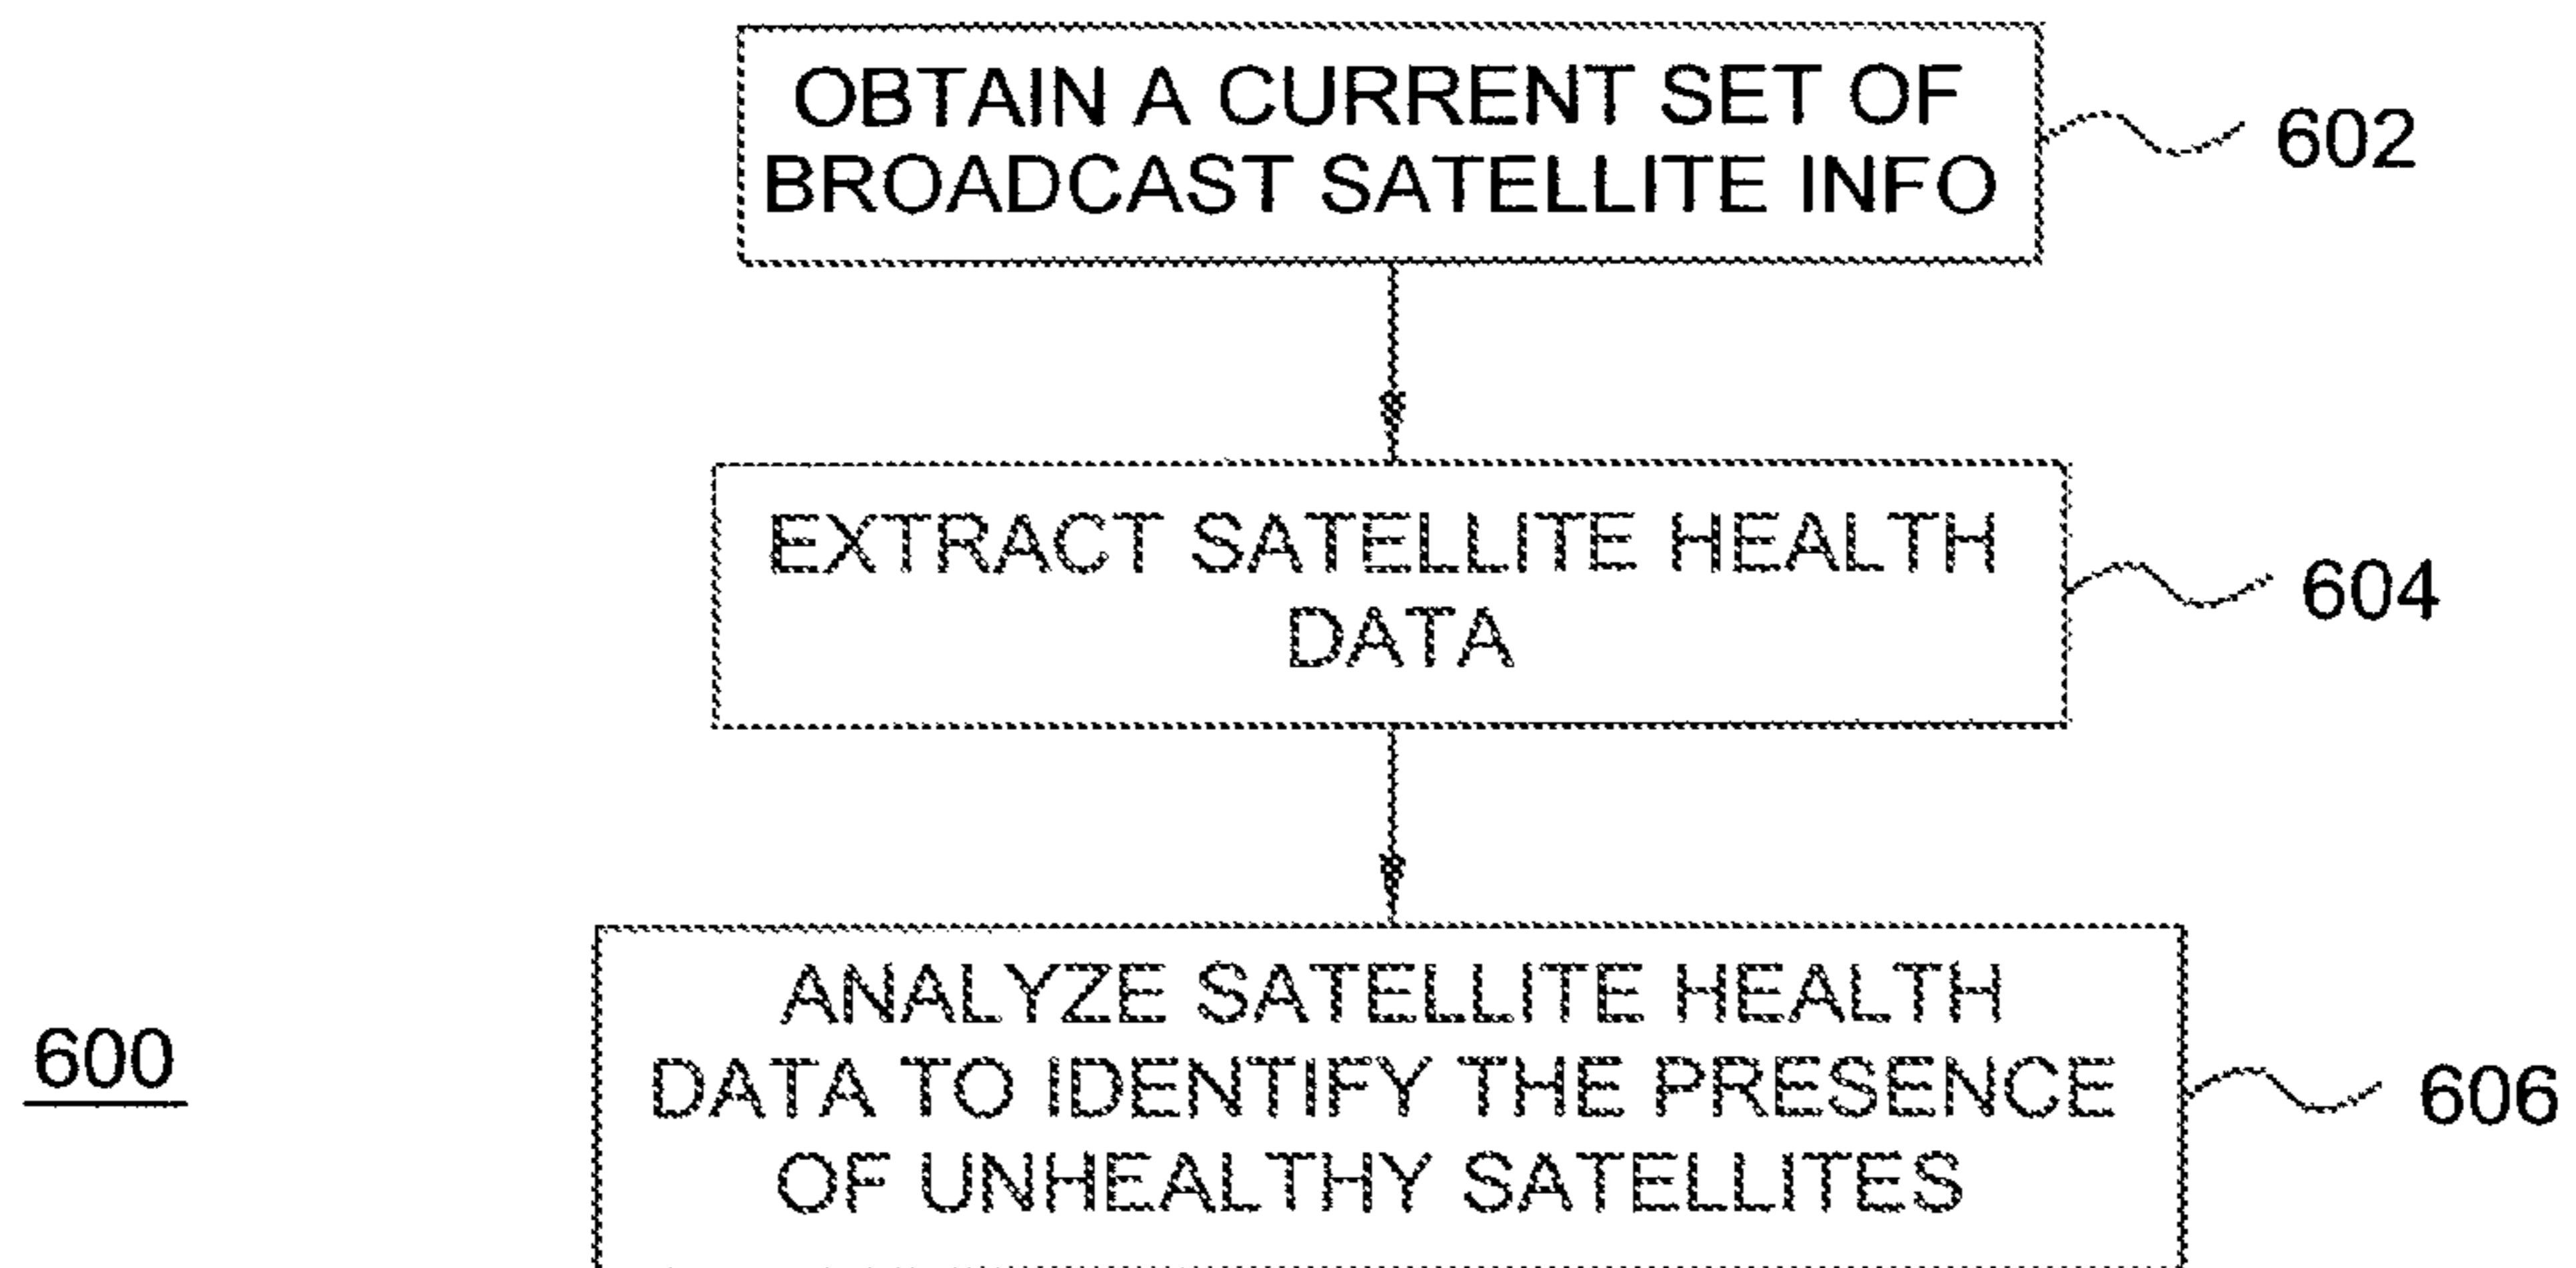 OBTAIN A CURRENT SET OF
BROADCAST SATELLITE INFO
602
EXTRACT SATELLITE HEALTH
DATA
604
ANALYZE SATELLITE HEALTH
DATA TO IDENTIFY THE PRESENCE
OF UNHEALTHY SATELLITES
606
600